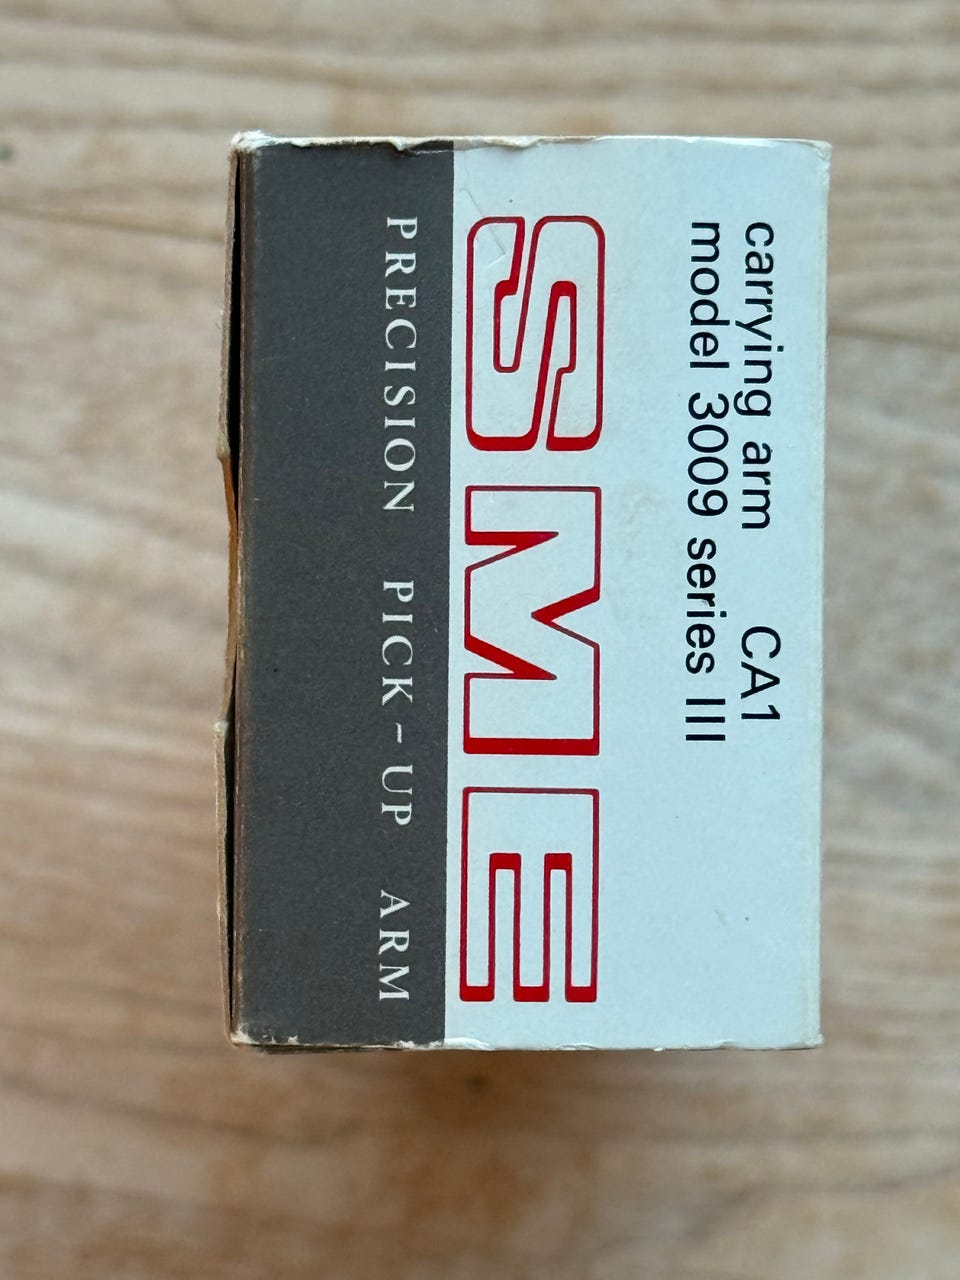 carrying arm CA1
model 3009 series III
SME
PRECISION PICK-UP ARM